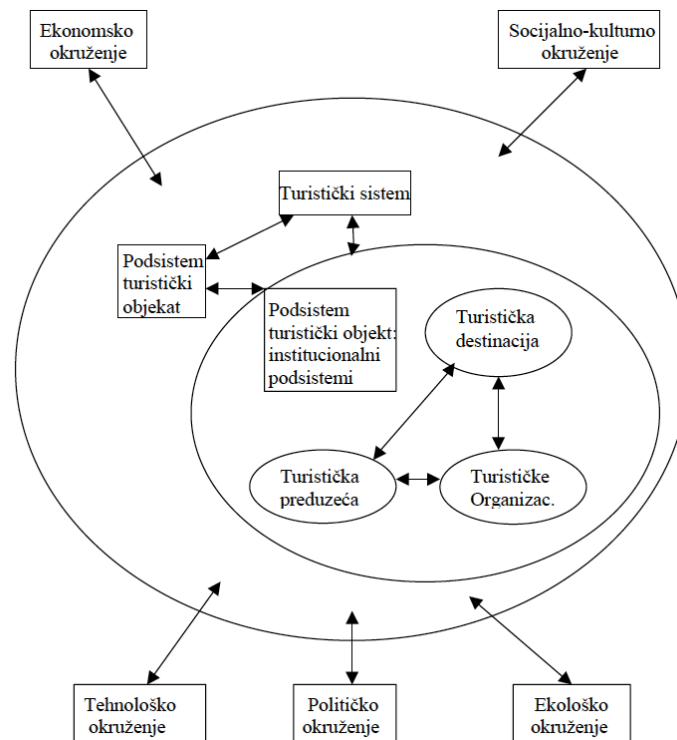 Ekonomsko
okruženje
Socijalno-kulturno
okruženje
Turistički sistem
Podsistem
turistički
objekat
Podsistem
turistički objekt:
institucionalni
podsistemi
Turistička
destinacija
Turistička
preduzeća
Turističke
Organizac.
Tehnološko
okruženje
Političko
okruženje
Ekološko
okruženje